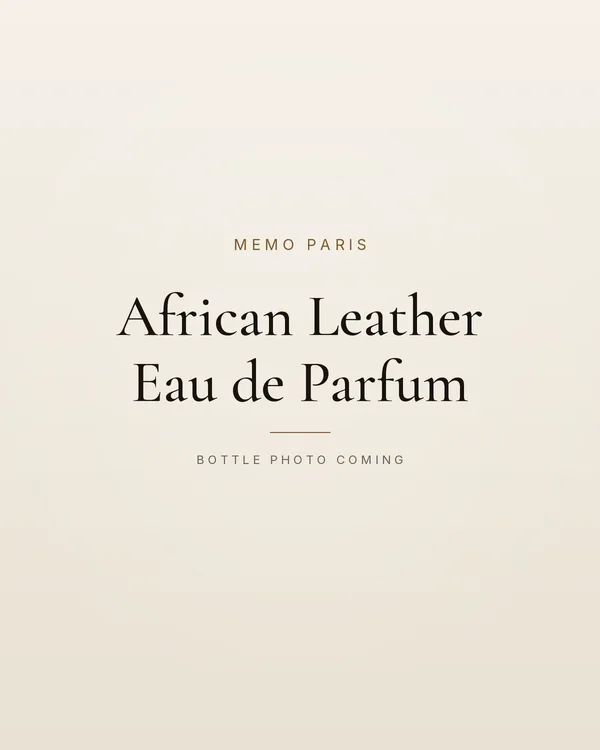 MEMO PARIS
African Leather
Eau de Parfum
BOTTLE PHOTO COMING